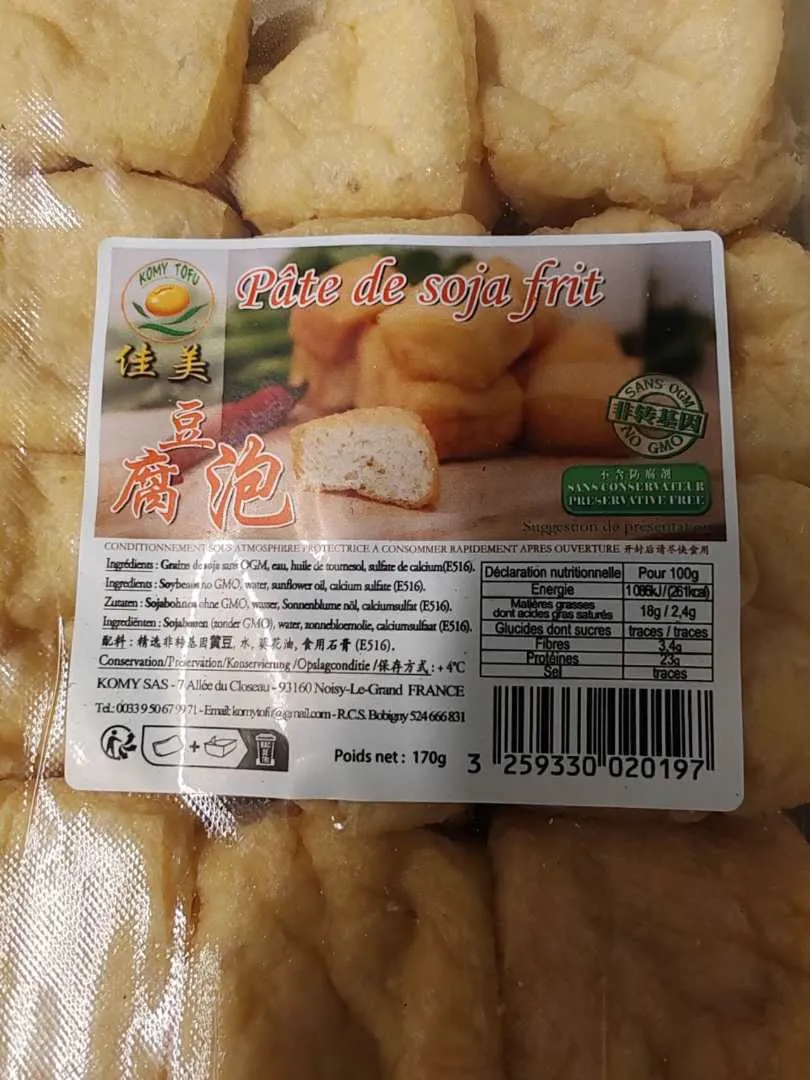 KOMY TOFU
佳美
Pâte de soja frit
豆腐泡
SANS OGM
非转基因
NO GMO
不含防腐剂
SANS CONSERVATEUR
PRESERVATIVE FREE
Suggestion de présentation
CONDITIONNEMENT SOUS ATMOSPHERE PROTECTRICE A CONSOMMER RAPIDEMENT APRES OUVERTURE 开封后请尽快食用
Ingrédients : Grains de soja sans OGM, eau, huile de tournesol, sulfate de calcium(E516).
Ingredients : Soybeans no GMO, water, sunflower oil, calcium sulfate (E516).
Zutaten : Sojabohnen ohne GMO, wasser, Sonnenblume nöl, calciumsulfat (E516).
Ingrediënten : Sojabonen (zonder GMO), water, zonnebloemolie, calciumsulfaat (E516).
配料：精选非转基因黄豆, 水, 葵花油, 食用石膏 (E516).
Conservation/Préservation/Konservierung /Opslagconditie /保存方式 : + 4°C
KOMY SAS - 7 Allée du Closeau - 93160 Noisy-Le-Grand FRANCE
Tel.: 0033 9 50 67 99 71 - Email: komytofu@gmail.com - R.C.S. Bobigny 524 666 831
Déclaration nutritionnelle Pour 100g
Energie 1 086kJ / (261kcal)
Matières grasses
dont acides gras saturés 18g / 2,4g
Glucides dont sucres traces / traces
Fibres 3,4g
Protéines 23g
Sel traces
+
BAC DE TRI
Poids net : 170g
3 259330 020197